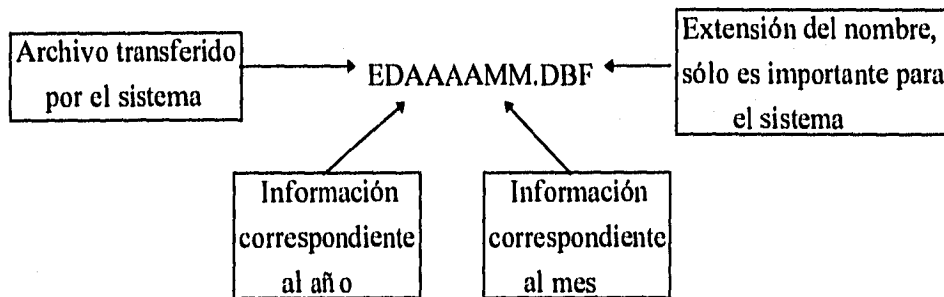 Archivo transferido
por el sistema
EDAAAAMM.DBF
Extensión del nombre,
sólo es importante para
el sistema
Información
correspondiente
al año
Información
correspondiente
al mes